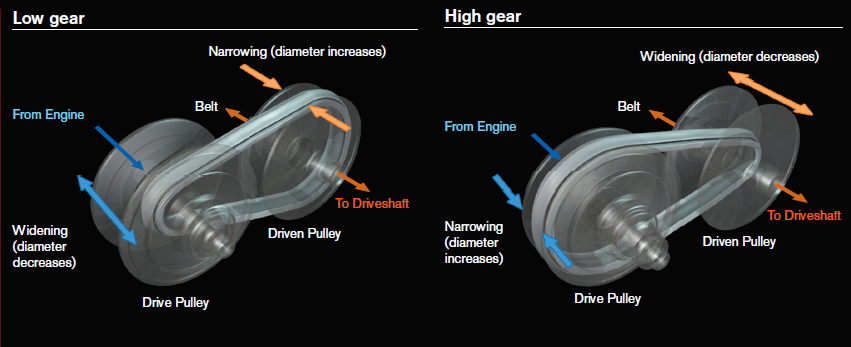 Low gear
Narrowing (diameter increases)
Belt
From Engine
To Driveshaft
Widening
(diameter
decreases)
Driven Pulley
Drive Pulley
High gear
Widening (diameter decreases)
Belt
From Engine
To Driveshaft
Narrowing
(diameter
increases)
Driven Pulley
Drive Pulley